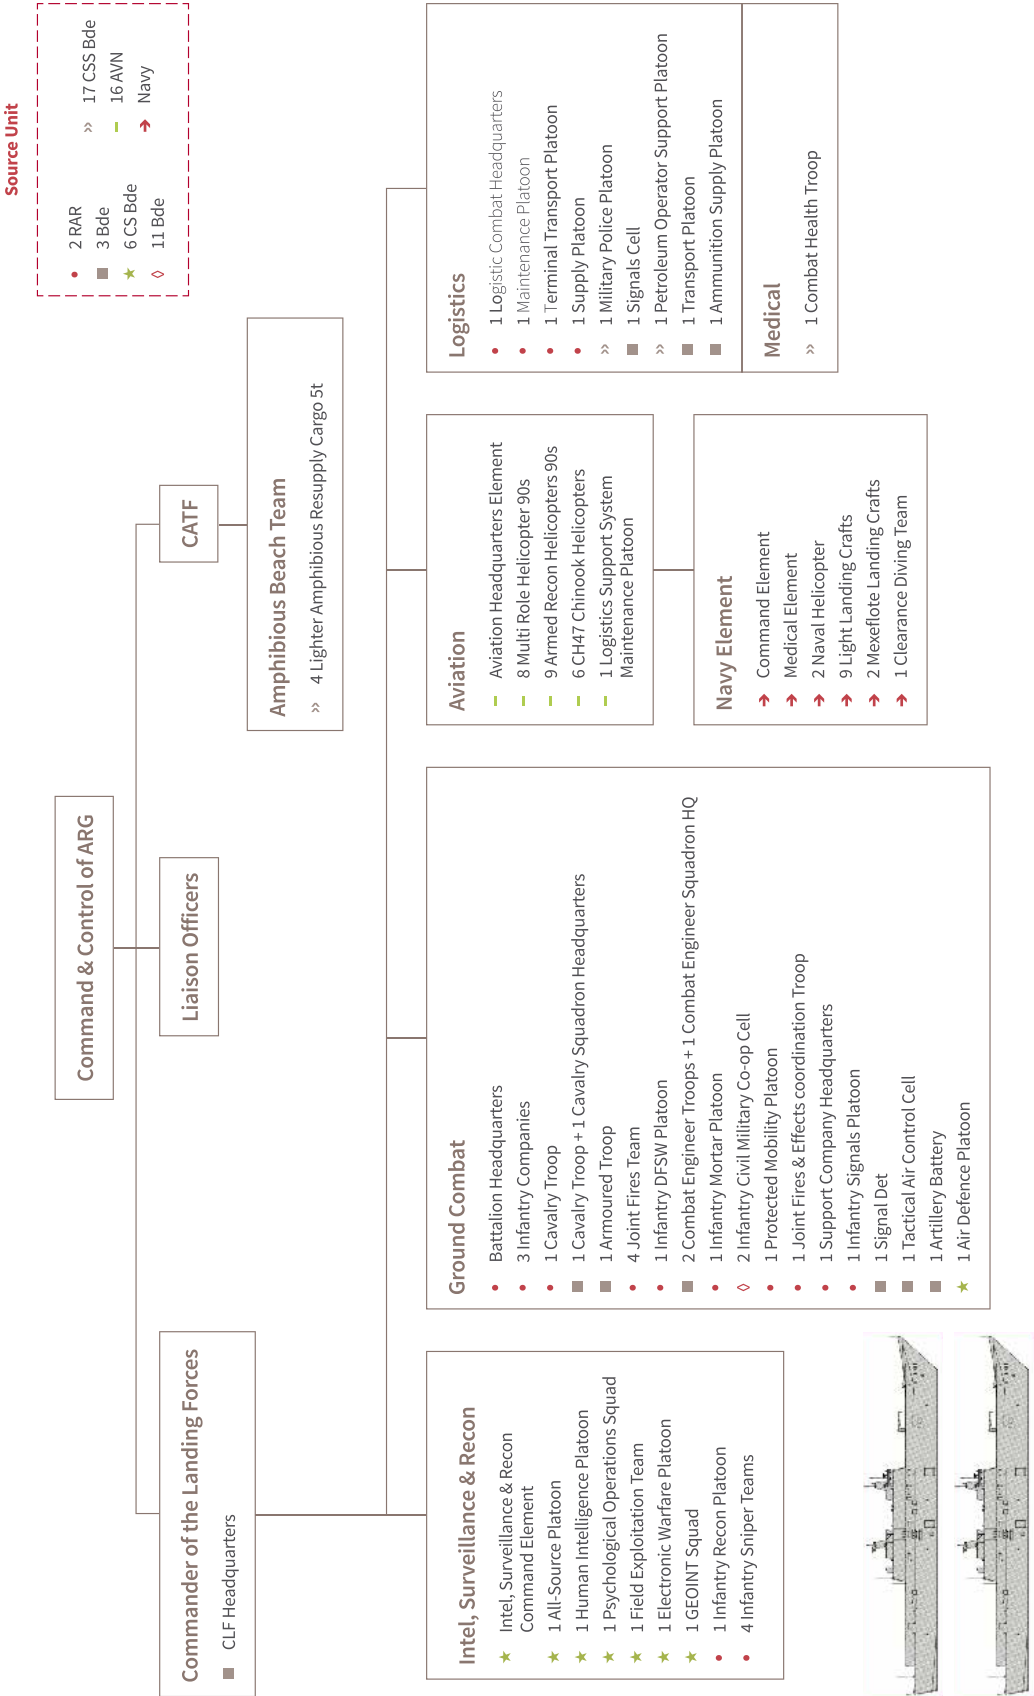 Source Unit
2 RAR
3 Bde
6 CS Bde
11 Bde
17 CSS Bde
16 AVN
Navy
Command & Control of ARG
Commander of the Landing Forces
CLF Headquarters
Liaison Officers
CATF
Amphibious Beach Team
4 Lighter Amphibious Resupply Cargo 5t
Intel, Surveillance & Recon
Intel, Surveillance & Recon
Command Element
1 All-Source Platoon
1 Human Intelligence Platoon
1 Psychological Operations Squad
1 Field Exploitation Team
1 Electronic Warfare Platoon
1 GEOINT Squad
1 Infantry Recon Platoon
4 Infantry Sniper Teams
Ground Combat
Battalion Headquarters
3 Infantry Companies
1 Cavalry Troop
1 Cavalry Troop + 1 Cavalry Squadron Headquarters
1 Armoured Troop
4 Joint Fires Team
1 Infantry DFSW Platoon
2 Combat Engineer Troops + 1 Combat Engineer Squadron HQ
1 Infantry Mortar Platoon
2 Infantry Civil Military Co-op Cell
1 Protected Mobility Platoon
1 Joint Fires & Effects coordination Troop
1 Support Company Headquarters
1 Infantry Signals Platoon
1 Signal Det
1 Tactical Air Control Cell
1 Artillery Battery
1 Air Defence Platoon
Aviation
Aviation Headquarters Element
8 Multi Role Helicopter 90s
9 Armed Recon Helicopters 90s
6 CH47 Chinook Helicopters
1 Logistics Support System
Maintenance Platoon
Navy Element
Command Element
Medical Element
2 Naval Helicopter
9 Light Landing Crafts
2 Mexeflote Landing Crafts
1 Clearance Diving Team
Logistics
1 Logistic Combat Headquarters
1 Maintenance Platoon
1 Terminal Transport Platoon
1 Supply Platoon
1 Military Police Platoon
1 Signals Cell
1 Petroleum Operator Support Platoon
1 Transport Platoon
1 Ammunition Supply Platoon
Medical
1 Combat Health Troop